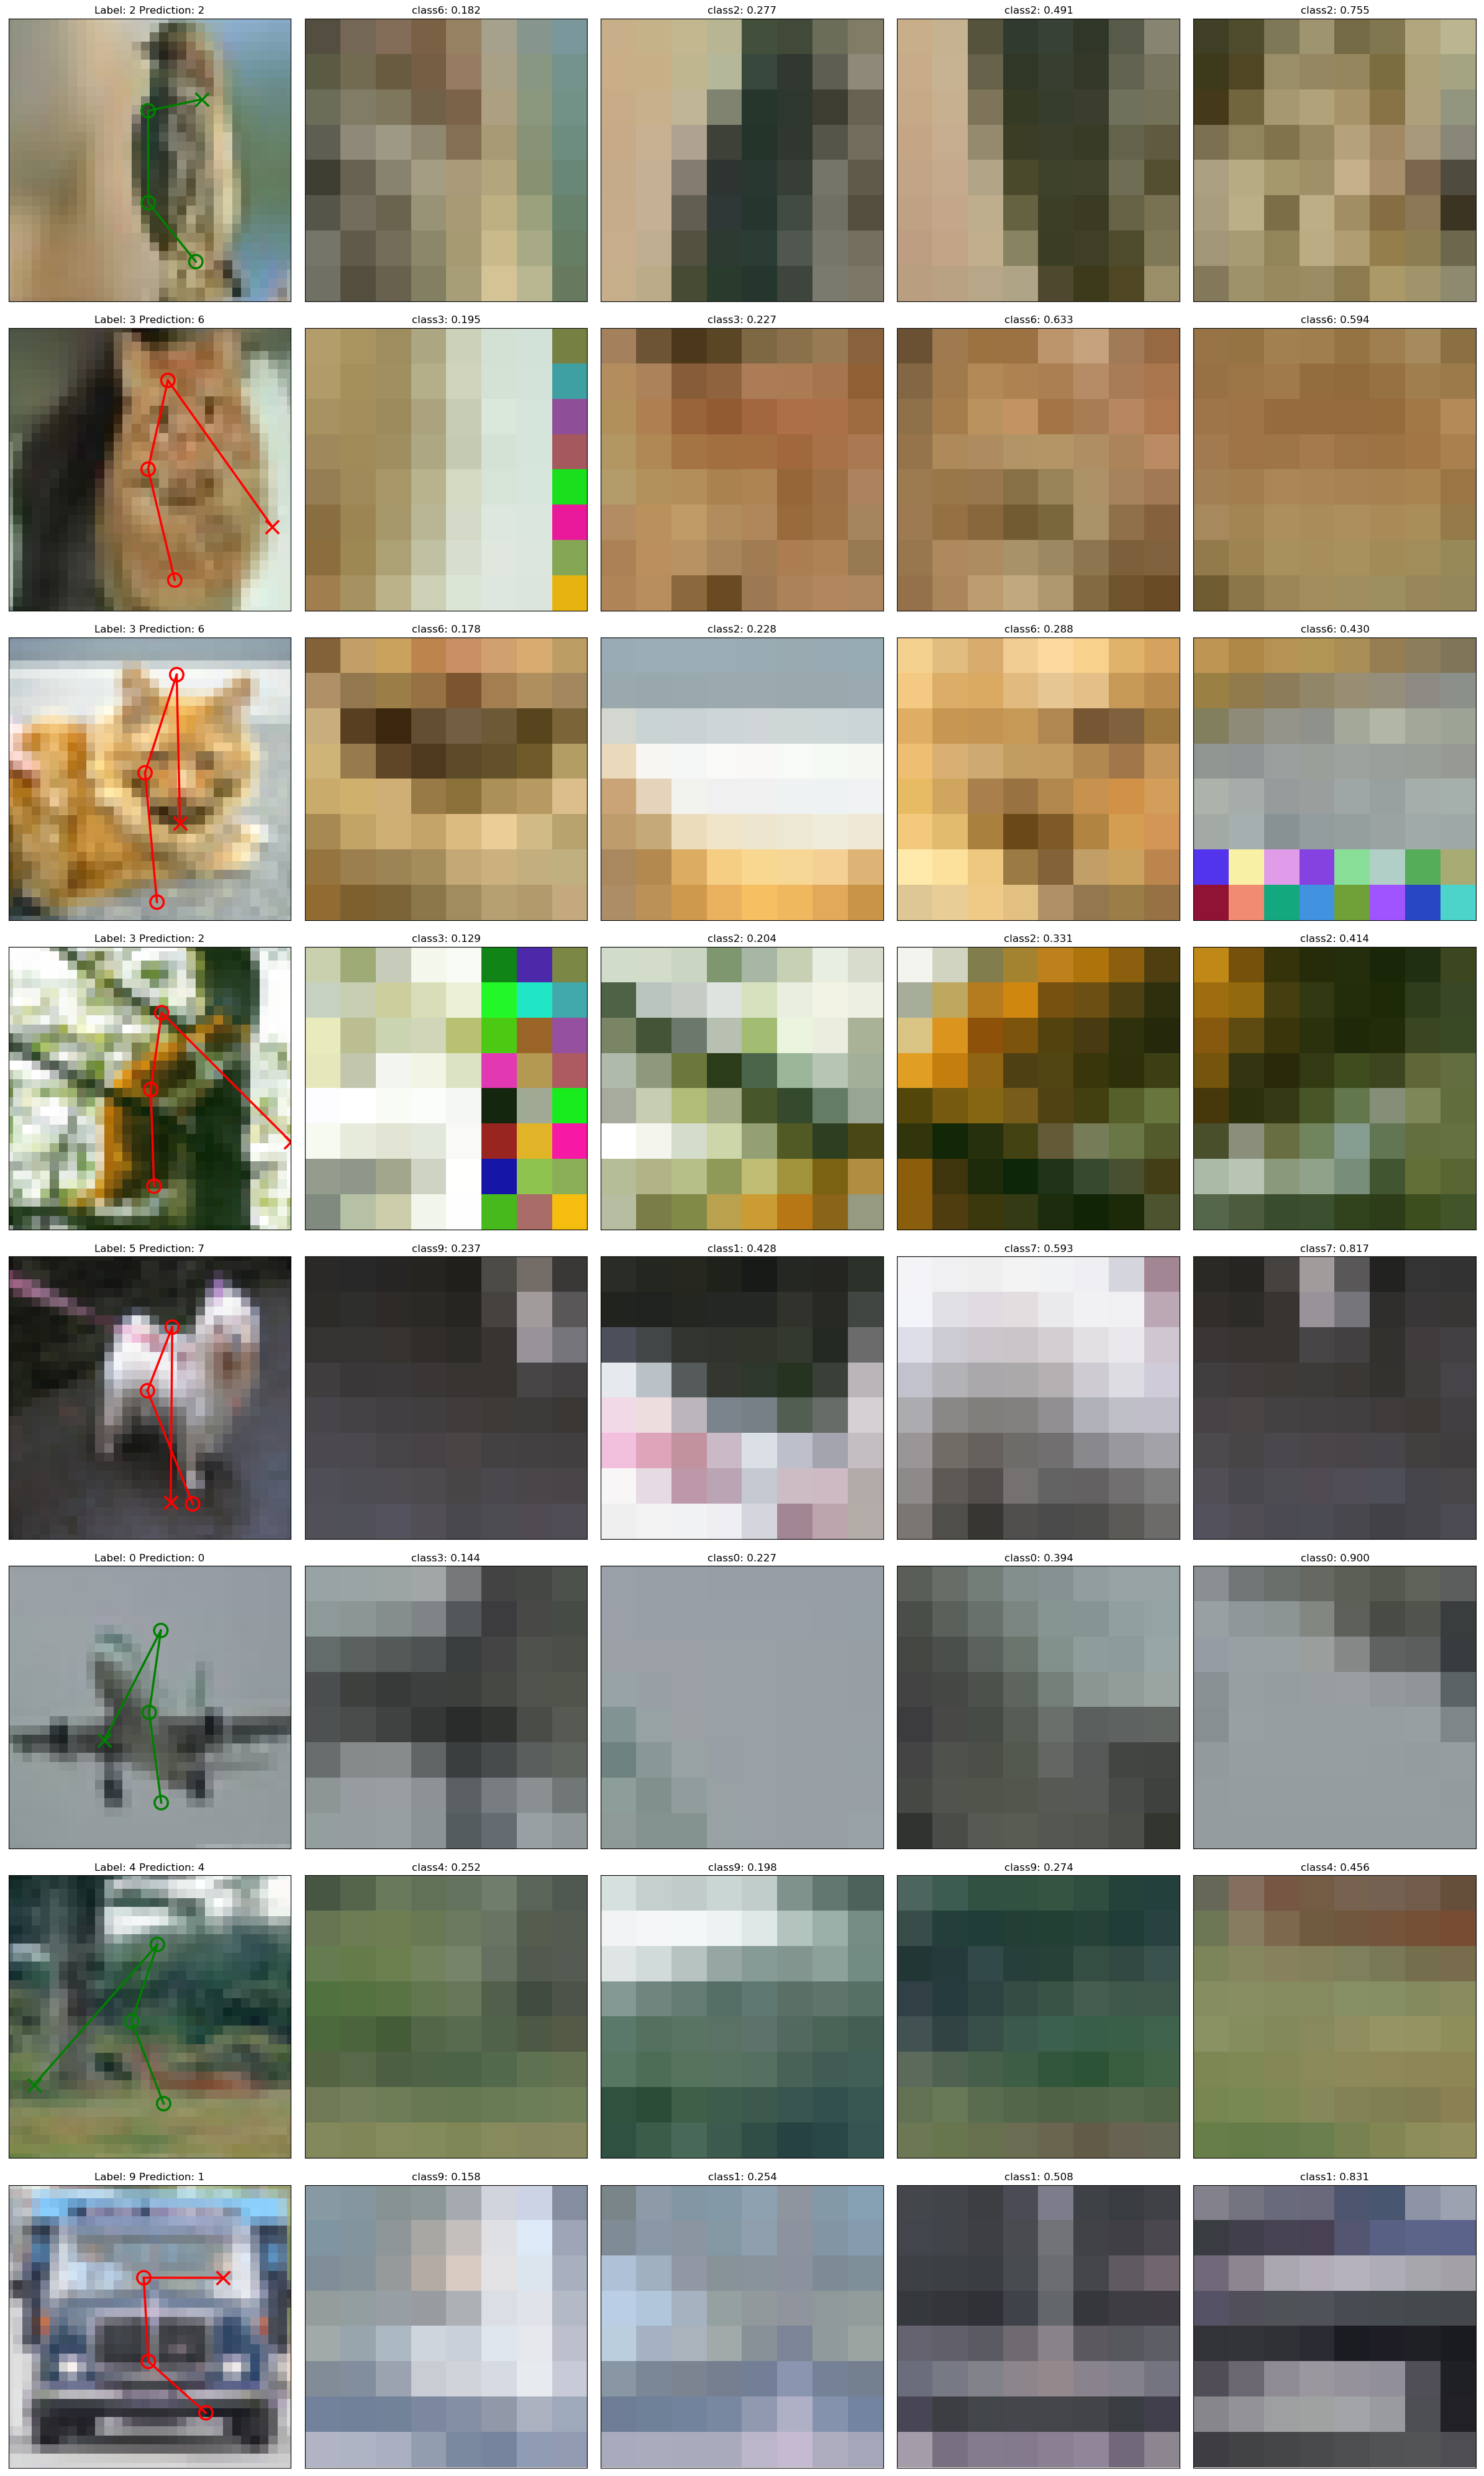 Label: 2 Prediction: 2 class6: 0.182 class2: 0.277 class2: 0.491 class2: 0.755
Label: 3 Prediction: 6 class3: 0.195 class3: 0.227 class6: 0.633 class6: 0.594
Label: 3 Prediction: 6 class6: 0.178 class2: 0.228 class6: 0.288 class6: 0.430
Label: 3 Prediction: 2 class3: 0.129 class2: 0.204 class2: 0.331 class2: 0.414
Label: 5 Prediction: 7 class9: 0.237 class1: 0.428 class7: 0.593 class7: 0.817
Label: 0 Prediction: 0 class3: 0.144 class0: 0.227 class0: 0.394 class0: 0.900
Label: 4 Prediction: 4 class4: 0.252 class9: 0.198 class9: 0.274 class4: 0.456
Label: 9 Prediction: 1 class9: 0.158 class1: 0.254 class1: 0.508 class1: 0.831